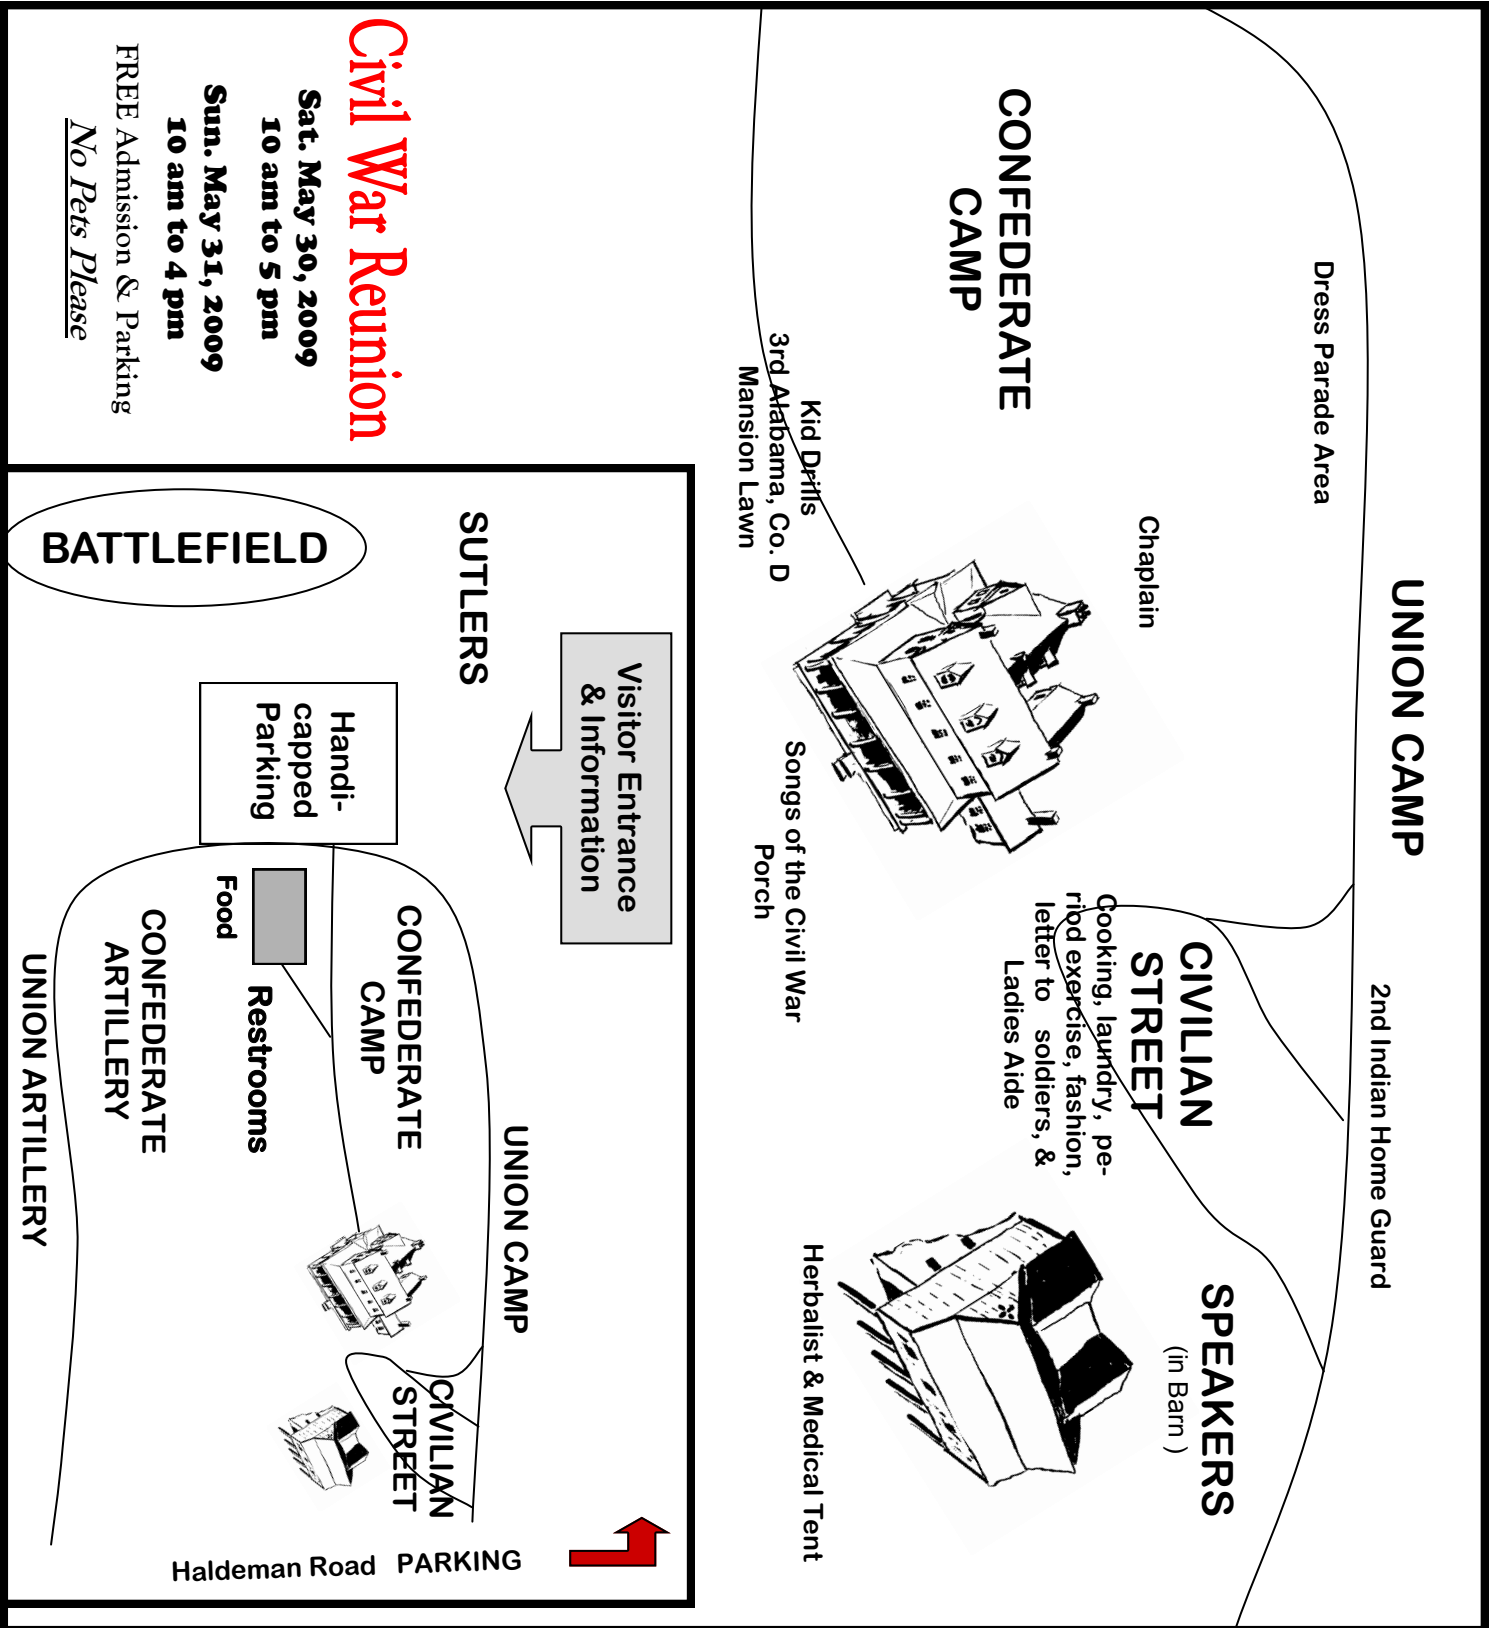 UNION CAMP
2nd Indian Home Guard
Dress Parade Area
SPEAKERS
(in Barn )
CIVILIAN
STREET
Cooking, laundry, pe-
riod exercise, fashion,
letter to soldiers, &
Ladies Aide
Chaplain
CONFEDERATE
CAMP
Kid Drills
3rd Alabama, Co. D
Mansion Lawn
Songs of the Civil War
Porch
Herbalist & Medical Tent
Civil War Reunion
Sat. May 30, 2009
10 am to 5 pm
Sun. May 31, 2009
10 am to 4 pm
FREE Admission & Parking
No Pets Please
Visitor Entrance
& Information
SUTLERS
BATTLEFIELD
Handi-
capped
Parking
UNION CAMP
CONFEDERATE
CAMP
CIVILIAN
STREET
Restrooms
Food
CONFEDERATE
ARTILLERY
UNION ARTILLERY
Haldeman Road PARKING